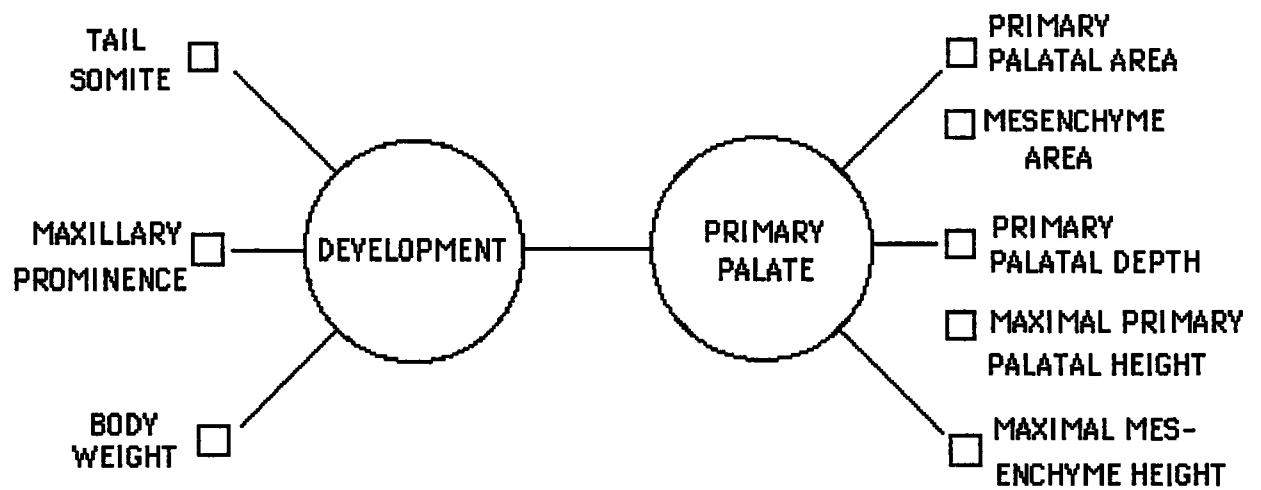 TAIL
SOMITE
MAXILLARY
PROMINENCE
BODY
WEIGHT
DEVELOPMENT
PRIMARY
PALATE
PRIMARY
PALATAL AREA
MESENCHYME
AREA
PRIMARY
PALATAL DEPTH
MAXIMAL PRIMARY
PALATAL HEIGHT
MAXIMAL MES-
ENCHYME HEIGHT